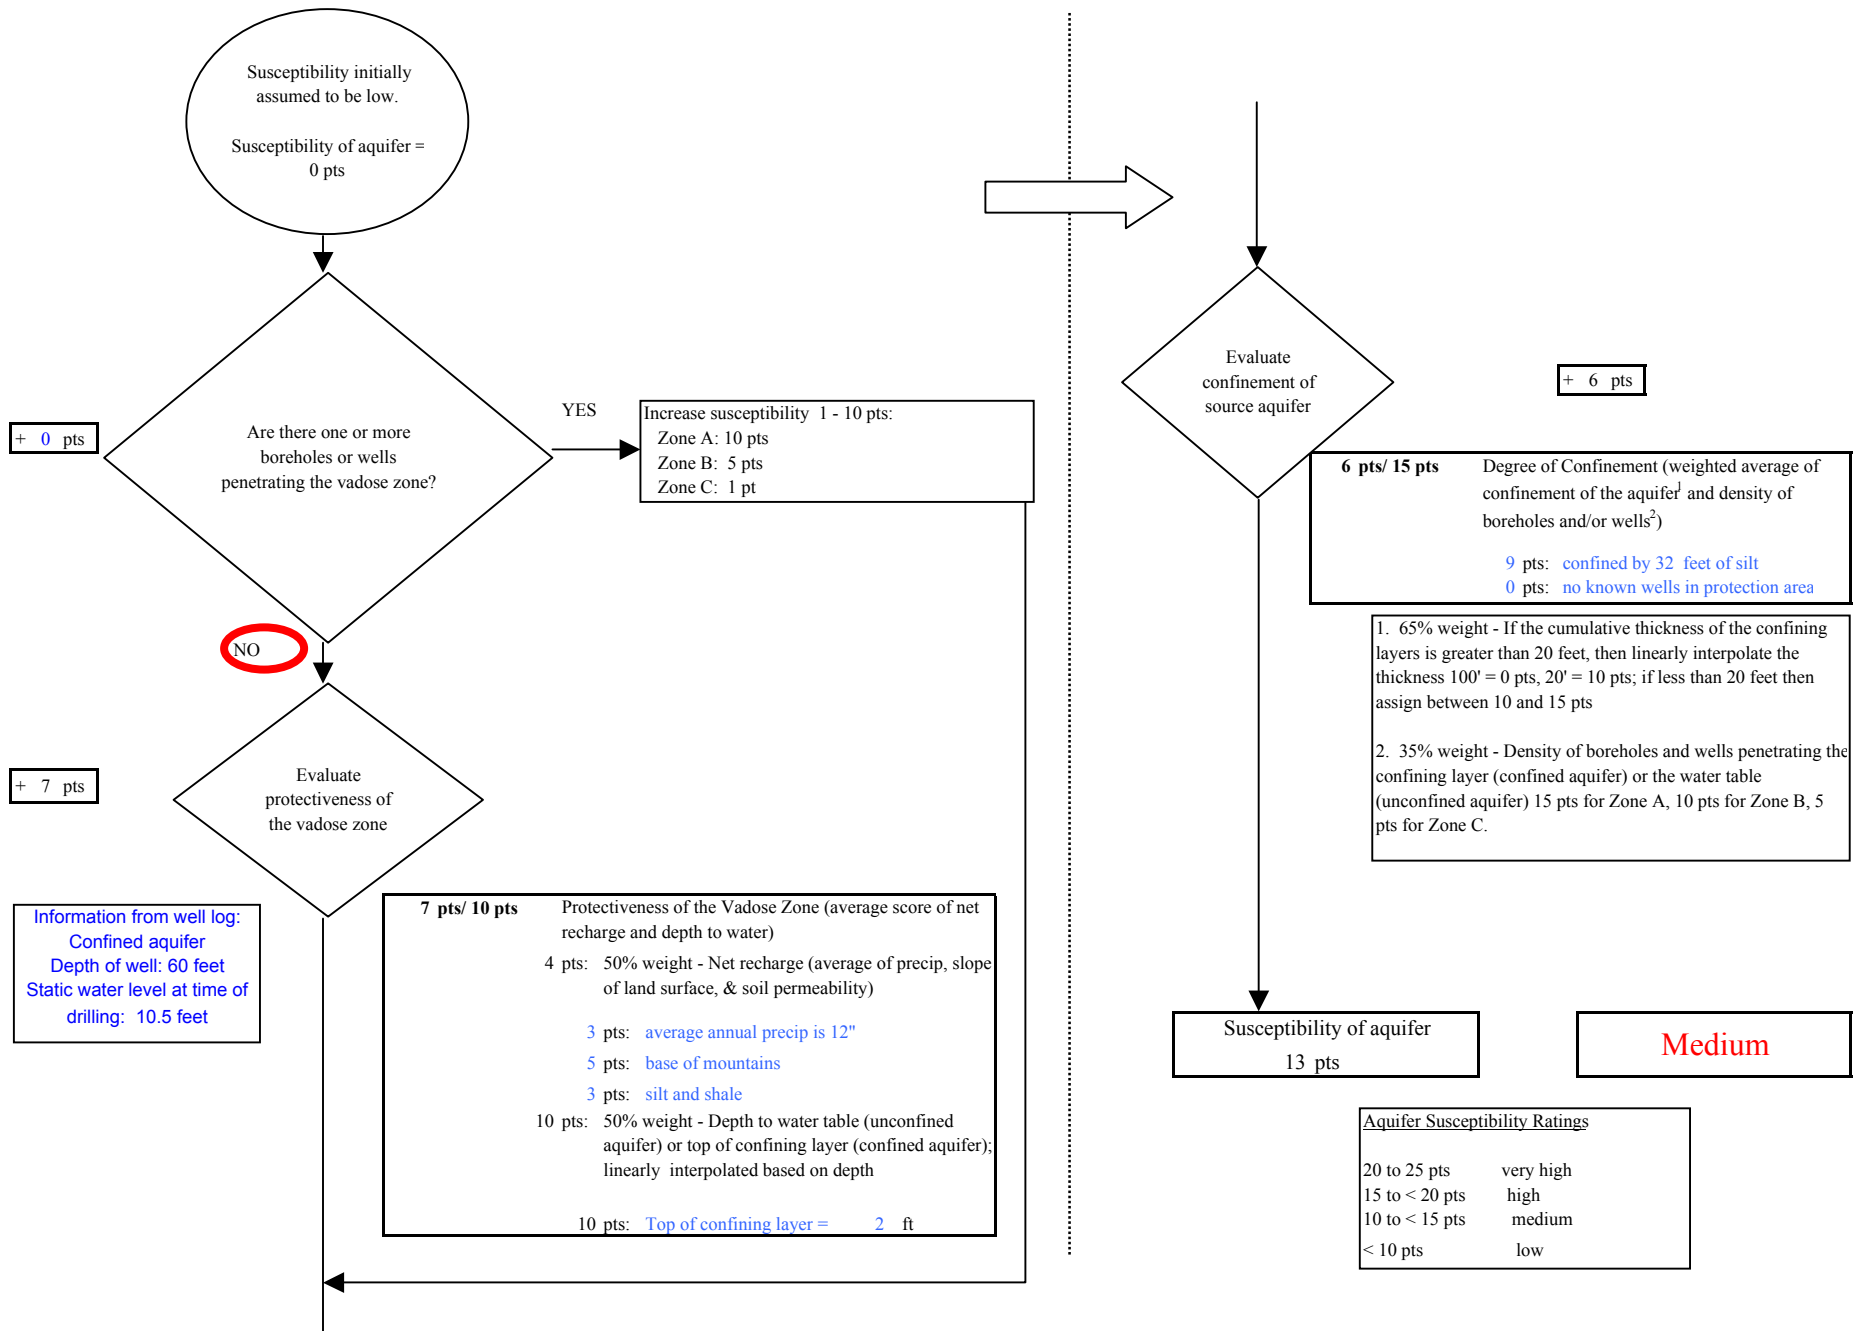 Susceptibility initially
assumed to be low.
Susceptibility of aquifer =
0 pts
+ 0 pts
Are there one or more
boreholes or wells
penetrating the vadose zone?
YES
Increase susceptibility 1 - 10 pts:
Zone A: 10 pts
Zone B: 5 pts
Zone C: 1 pt
NO
+ 7 pts
Evaluate
protectiveness of
the vadose zone
Information from well log:
Confined aquifer
Depth of well: 60 feet
Static water level at time of
drilling: 10.5 feet
7 pts/ 10 pts Protectiveness of the Vadose Zone (average score of net
recharge and depth to water)
4 pts: 50% weight - Net recharge (average of precip, slope
of land surface, & soil permeability)
3 pts: average annual precip is 12"
5 pts: base of mountains
3 pts: silt and shale
10 pts: 50% weight - Depth to water table (unconfined
aquifer) or top of confining layer (confined aquifer);
linearly interpolated based on depth
10 pts: Top of confining layer = 2 ft
Evaluate
confinement of
source aquifer
+ 6 pts
6 pts/ 15 pts Degree of Confinement (weighted average of
confinement of the aquifer1 and density of
boreholes and/or wells2)
9 pts: confined by 32 feet of silt
0 pts: no known wells in protection area
1. 65% weight - If the cumulative thickness of the confining
layers is greater than 20 feet, then linearly interpolate the
thickness 100' = 0 pts, 20' = 10 pts; if less than 20 feet then
assign between 10 and 15 pts
2. 35% weight - Density of boreholes and wells penetrating the
confining layer (confined aquifer) or the water table
(unconfined aquifer) 15 pts for Zone A, 10 pts for Zone B, 5
pts for Zone C.
Susceptibility of aquifer
13 pts
Medium
Aquifer Susceptibility Ratings
20 to 25 pts very high
15 to < 20 pts high
10 to < 15 pts medium
< 10 pts low